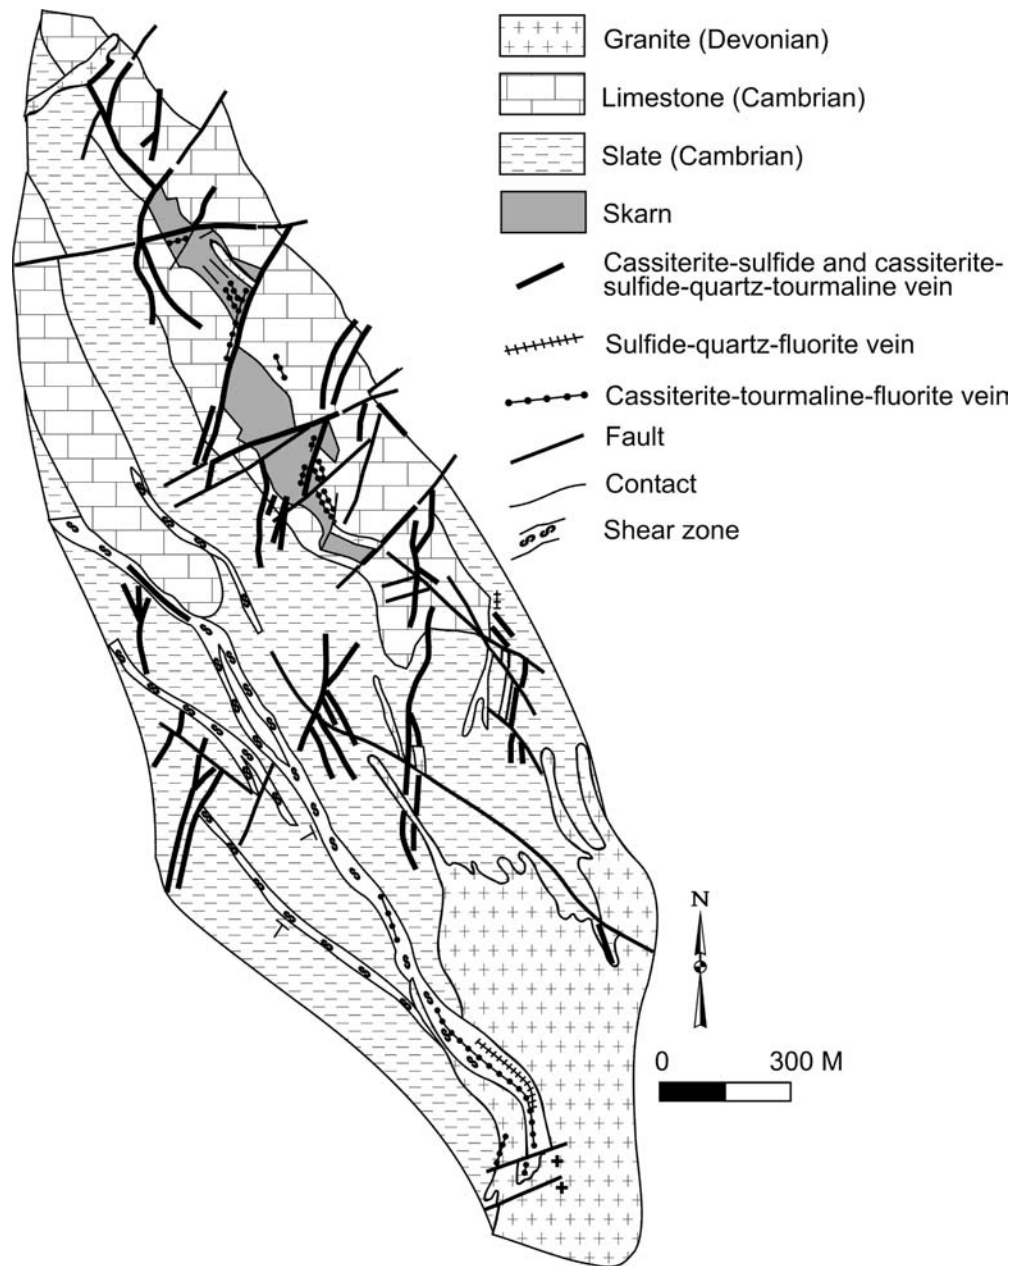 Granite (Devonian)
Limestone (Cambrian)
Slate (Cambrian)
Skarn
Cassiterite-sulfide and cassiterite-
sulfide-quartz-tourmaline vein
Sulfide-quartz-fluorite vein
Cassiterite-tourmaline-fluorite vein
Fault
Contact
Shear zone
N
0 300 M